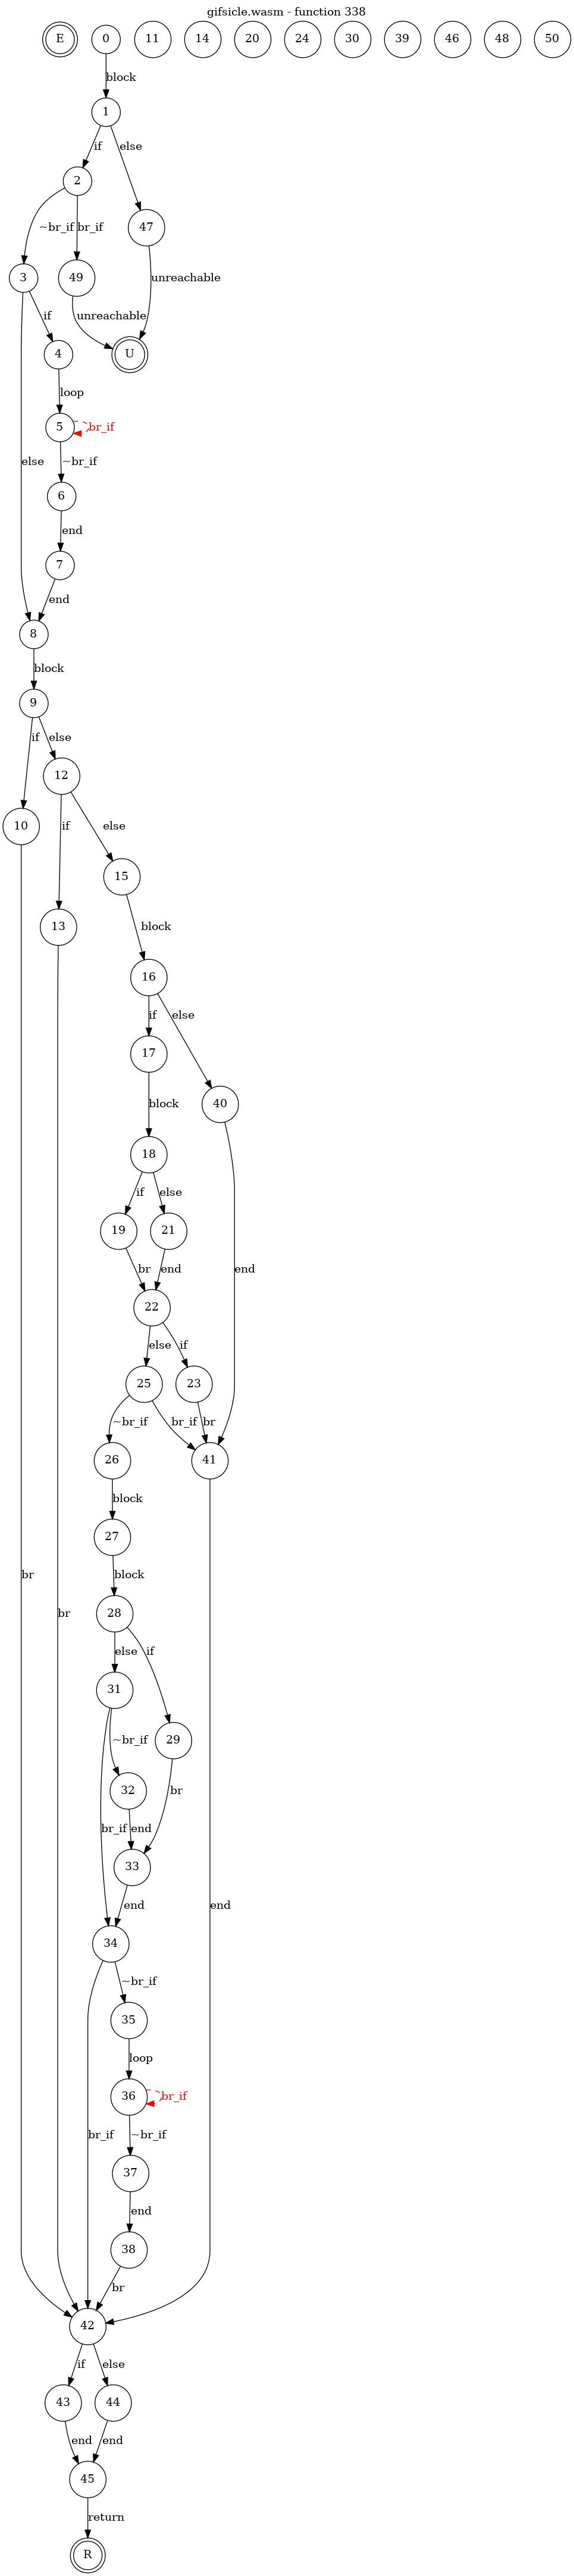 gifsicle.wasm - function 338
E 0 11 14 20 24 30 39 46 48 50
block
1
if else
2
47
~br_if br_if
3 49
unreachable
if
unreachable
4 U
loop
5 br_if
else ~br_if
6
end
7
end
8
block
9
if else
12
10
if else
15
13
block
16
if else
17
40
block
18
if else
19 21
br end end
22
else if
25 23
~br_if br_if br
26 41
block
27
br block
28
br
else if
31
~br_if 29
32 br
br_if end
33
end end
34
~br_if
35
loop
36 br_if
br_if ~br_if
37
end
38
br
42
if else
43 44
end end
45
return
R